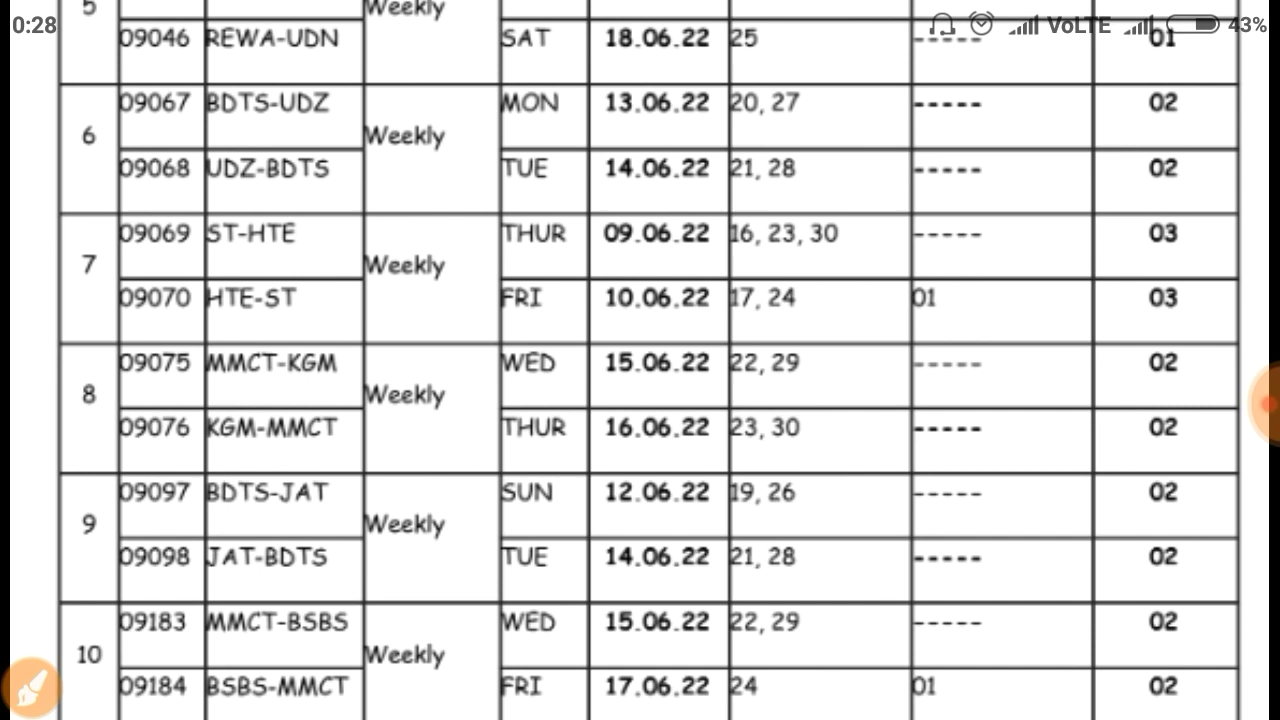 5 Weekly
0:28 VoLTE 43%
09046 REWA-UDN SAT 18.06.22 25 ----- 01
6 Weekly
09067 BDTS-UDZ MON 13.06.22 20, 27 ----- 02
09068 UDZ-BDTS TUE 14.06.22 21, 28 ----- 02
7 Weekly
09069 ST-HTE THUR 09.06.22 16, 23, 30 ----- 03
09070 HTE-ST FRI 10.06.22 17, 24 01 03
8 Weekly
09075 MMCT-KGM WED 15.06.22 22, 29 ----- 02
09076 KGM-MMCT THUR 16.06.22 23, 30 ----- 02
9 Weekly
09097 BDTS-JAT SUN 12.06.22 19, 26 ----- 02
09098 JAT-BDTS TUE 14.06.22 21, 28 ----- 02
10 Weekly
09183 MMCT-BSBS WED 15.06.22 22, 29 ----- 02
09184 BSBS-MMCT FRI 17.06.22 24 01 02